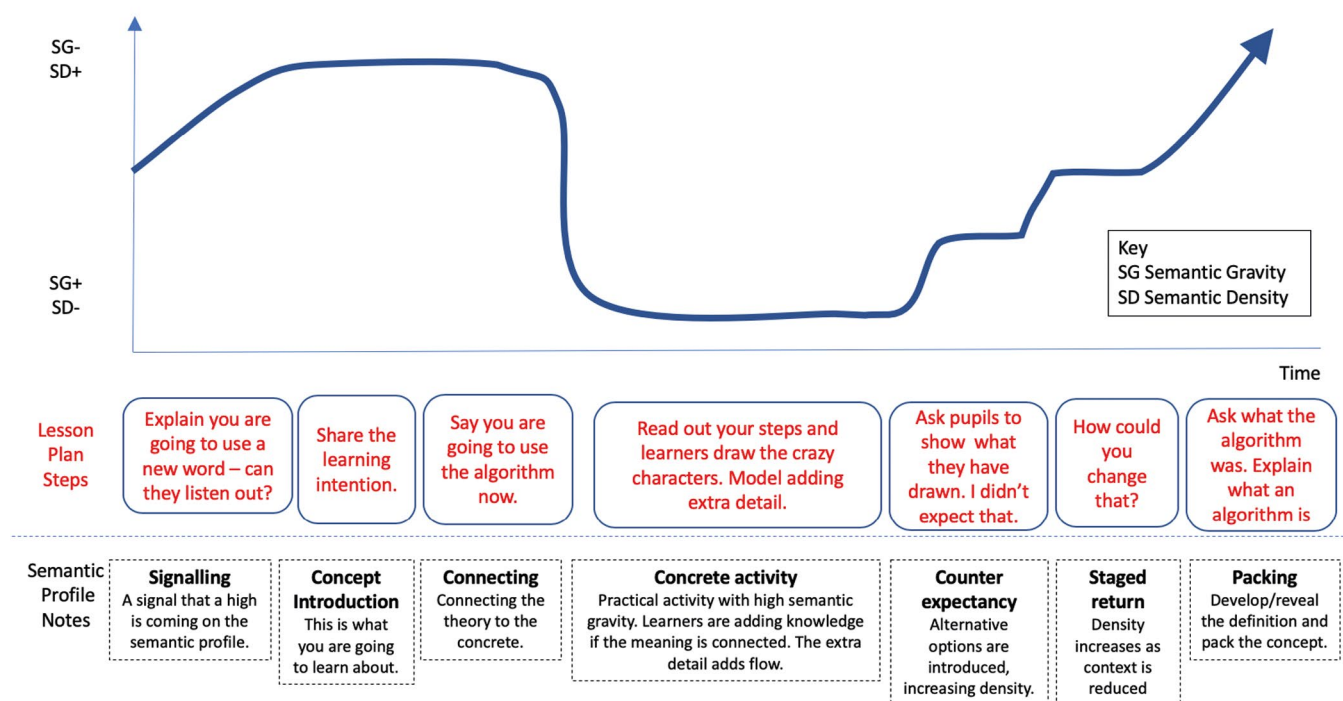 SG-
SD+
SG+
SD-
Key
SG Semantic Gravity
SD Semantic Density
Time
Lesson
Plan
Steps
Explain you are
going to use a
new word – can
they listen out?
Share the
learning
intention.
Say you are
going to use
the algorithm
now.
Read out your steps and
learners draw the crazy
characters. Model adding
extra detail.
Ask pupils to
show what
they have
drawn. I didn't
expect that.
How could
you
change
that?
Ask what the
algorithm
was. Explain
what an
algorithm is
Semantic
Profile
Notes
Signalling
A signal that a high
is coming on the
semantic profile.
Concept
Introduction
This is what
you are going
to learn about.
Connecting
Connecting the
theory to the
concrete.
Concrete activity
Practical activity with high semantic
gravity. Learners are adding knowledge
if the meaning is connected. The extra
detail adds flow.
Counter
expectancy
Alternative
options are
introduced,
increasing density.
Staged
return
Density
increases as
context is
reduced
Packing
Develop/reveal
the definition and
pack the concept.